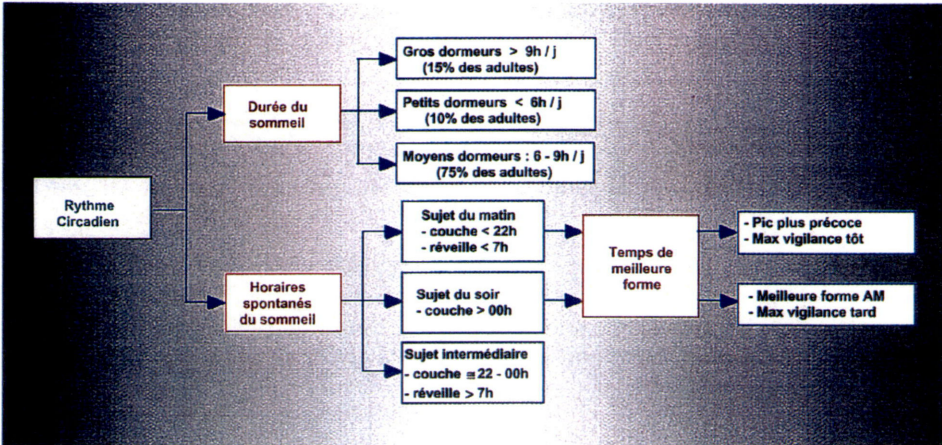 Rythme
Circadien
Durée du
sommeil
Gros dormeurs > 9h / j
(15% des adultes)
Petits dormeurs < 6h / j
(10% des adultes)
Moyens dormeurs : 6 - 9h / j
(75% des adultes)
Horaires
spontanés
du sommeil
Sujet du matin
- couche < 22h
- réveille < 7h
Sujet du soir
- couche > 00h
Sujet intermédiaire
- couche ≅ 22 - 00h
- réveille > 7h
Temps de
meilleure
forme
- Pic plus précoce
- Max vigilance tôt
- Meilleure forme AM
- Max vigilance tard